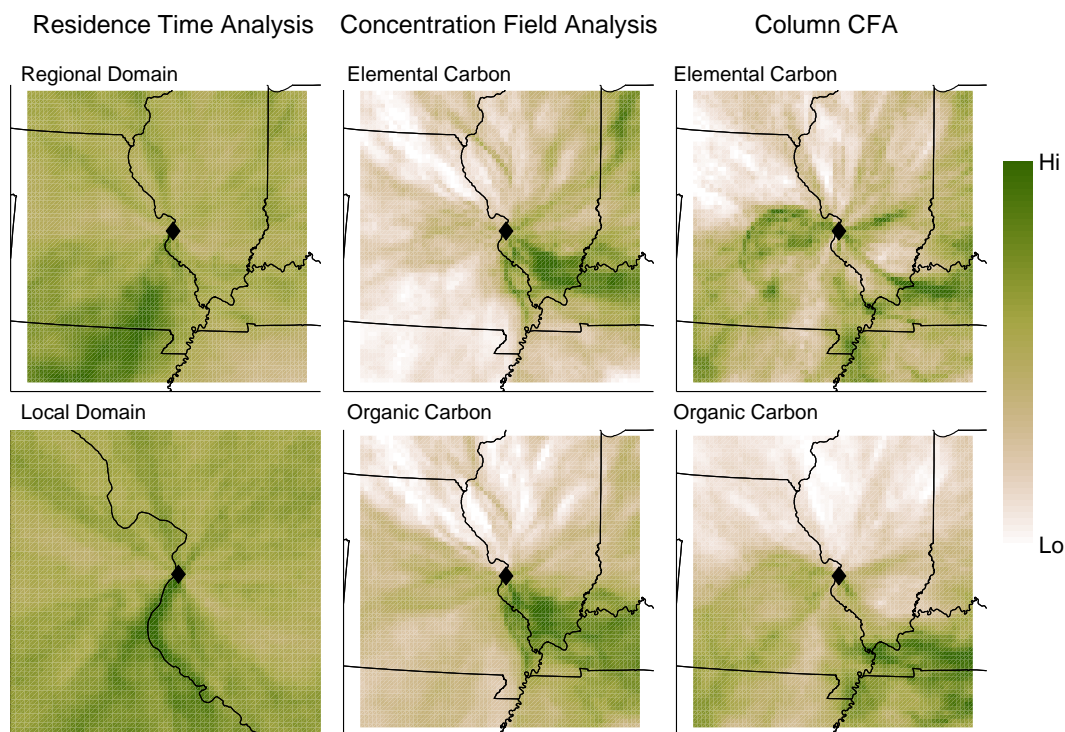 Residence Time Analysis
Concentration Field Analysis
Column CFA
Regional Domain
Elemental Carbon
Elemental Carbon
Hi
Lo
Local Domain
Organic Carbon
Organic Carbon